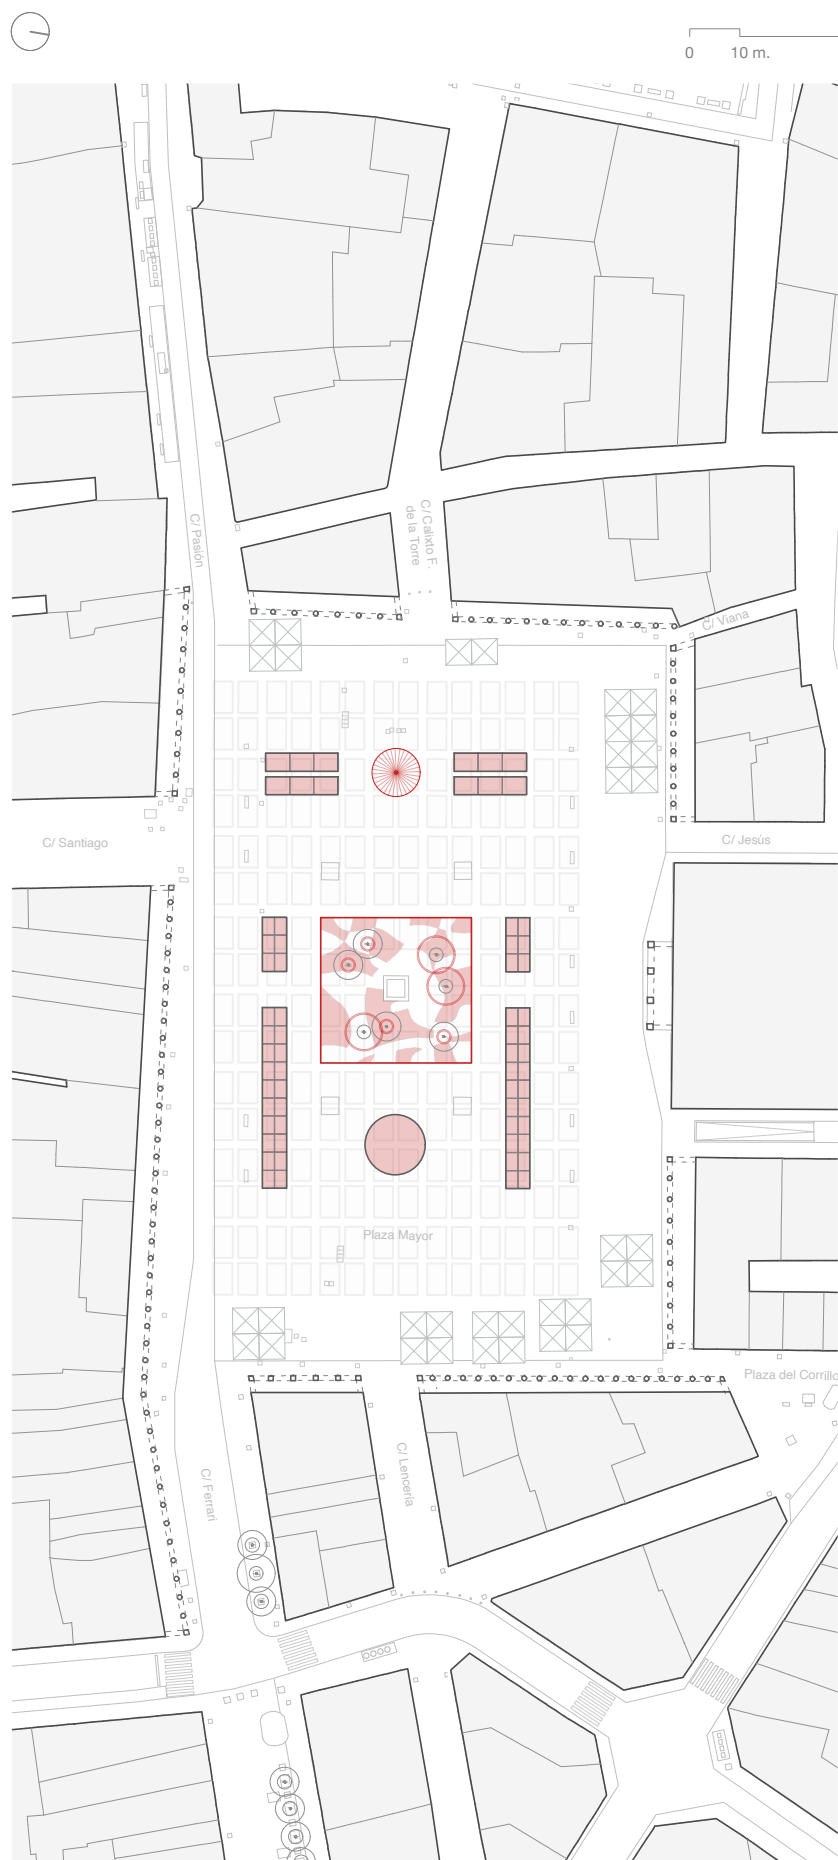 0 10 m.
C/ Pasión
C/ Calixto F.
de la Torre
C/ Viana
C/ Santiago
C/ Jesús
Plaza Mayor
Plaza del Corrillo
C/ Ferrari
C/ Lencería